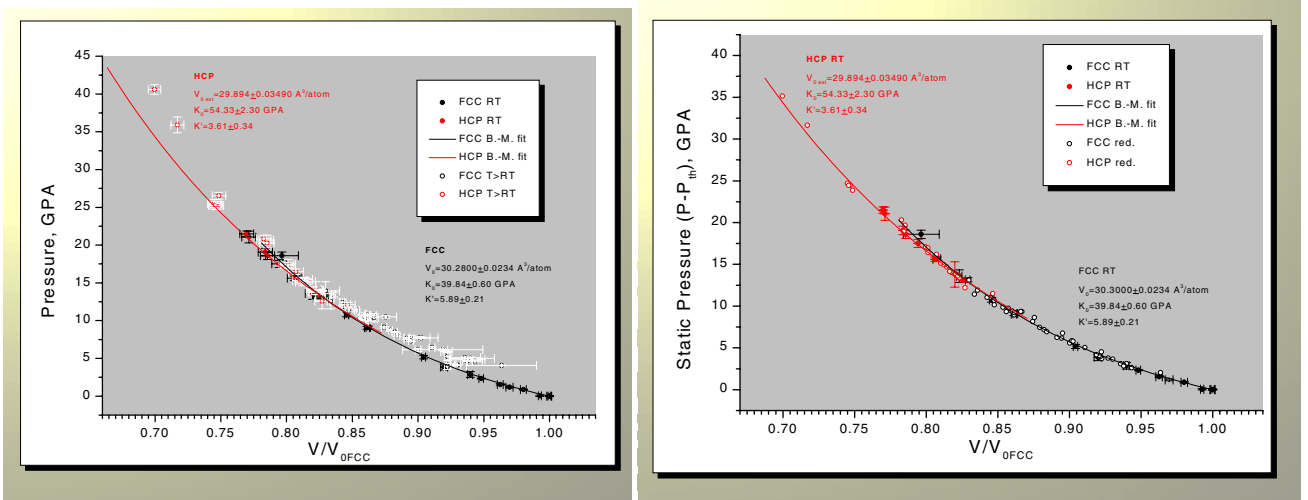 HCP
V0 est=29.894±0.03490 A3/atom
K0=54.33±2.30 GPA
K'=3.61±0.34
FCC RT
HCP RT
FCC B.-M. fit
HCP B.-M. fit
FCC T>RT
HCP T>RT
FCC
V0=30.2800±0.0234 A3/atom
K0=39.84±0.60 GPA
K'=5.89±0.21
45
40
35
30
25
20
15
10
5
0
Pressure, GPA
0.70 0.75 0.80 0.85 0.90 0.95 1.00
V/V0FCC
HCP RT
V0 est=29.894±0.03490 A3/atom
K0=54.33±2.30 GPA
K'=3.61±0.34
FCC RT
HCP RT
FCC B.-M. fit
HCP B.-M. fit
FCC red.
HCP red.
FCC RT
V0=30.3000±0.0234 A3/atom
K0=39.84±0.60 GPA
K'=5.89±0.21
40
35
30
25
20
15
10
5
0
Static Pressure (P-Pth), GPA
0.70 0.75 0.80 0.85 0.90 0.95 1.00
V/V0FCC